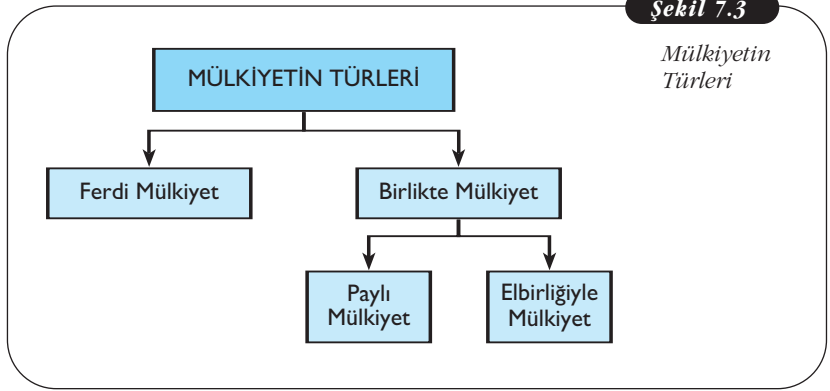 Şekil 7.3
Mülkiyetin
Türleri
MÜLKİYETİN TÜRLERİ
Ferdi Mülkiyet
Birlikte Mülkiyet
Paylı
Mülkiyet
Elbirliğiyle
Mülkiyet